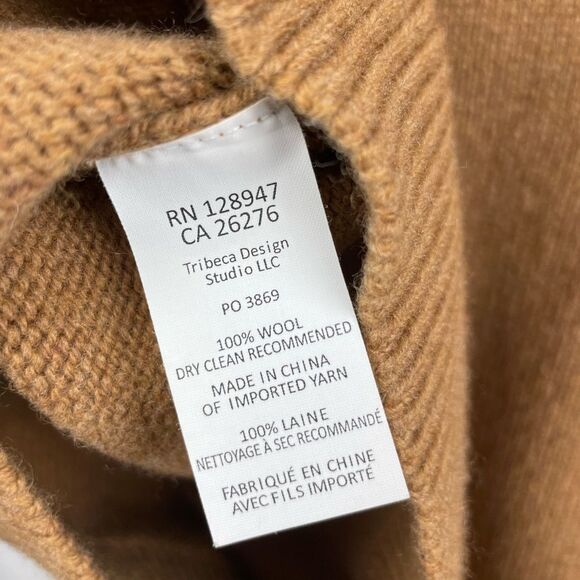 RN 128947
CA 26276
Tribeca Design
Studio LLC
PO 3869
100% WOOL
DRY CLEAN RECOMMENDED
MADE IN CHINA
OF IMPORTED YARN
100% LAINE
NETTOYAGE À SEC RECOMMANDÉ
FABRIQUÉ EN CHINE
AVEC FILS IMPORTÉ